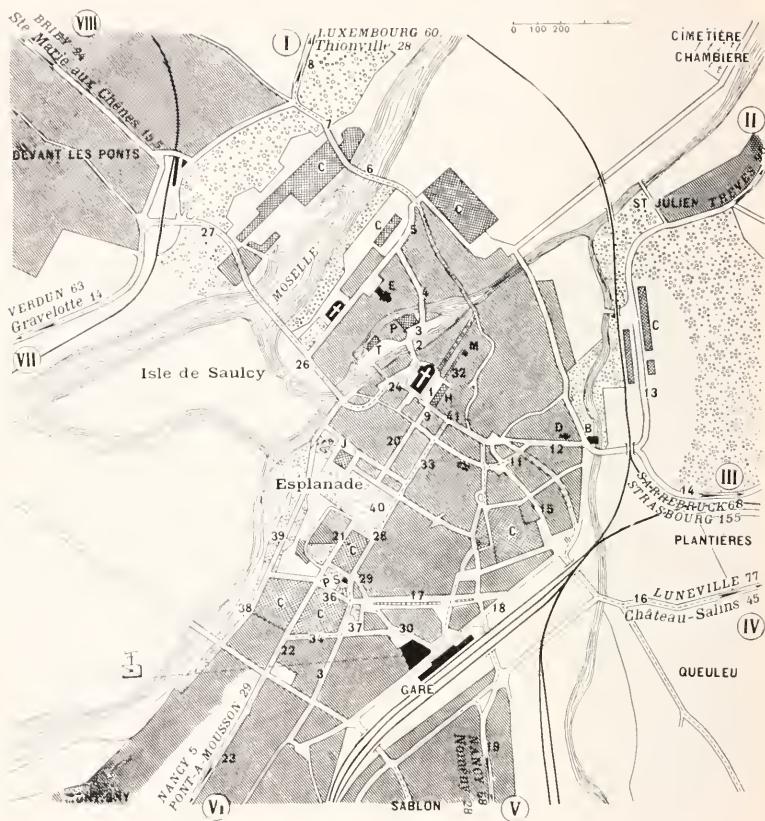 VIII
BRIEY 24
Ste Marie aux Chênes 15,5
I
LUXEMBOURG 60
Thionville 28
8
0 100 200
CIMETIÈRE
CHAMBIÈRE
II
7
DEVANT LES PONTS
C
6
ST JULIEN
TRÈVES 98
C
C
5
27
MOSELLE
E
4
VERDUN 63
Gravelotte 14
VII
P
3
T
2
M
C
26
Isle de Saulcy
32
24
1
H
13
9
41
D
B
J
20
12
33
11
III
Esplanade
14
SARREBRUCK 68
STRASBOURG 155
40
15
C
39
21
28
C
PLANTIÈRES
P
S
29
36
17
16
LUNEVILLE 77
Château-Salins 45
38
C
C
18
IV
37
30
34
22
3
QUEULEU
GARE
NANCY 5
PONT-A-MOUSSON 29
19
23
NANCY 68
Nomény 28
SABLON
VI
V